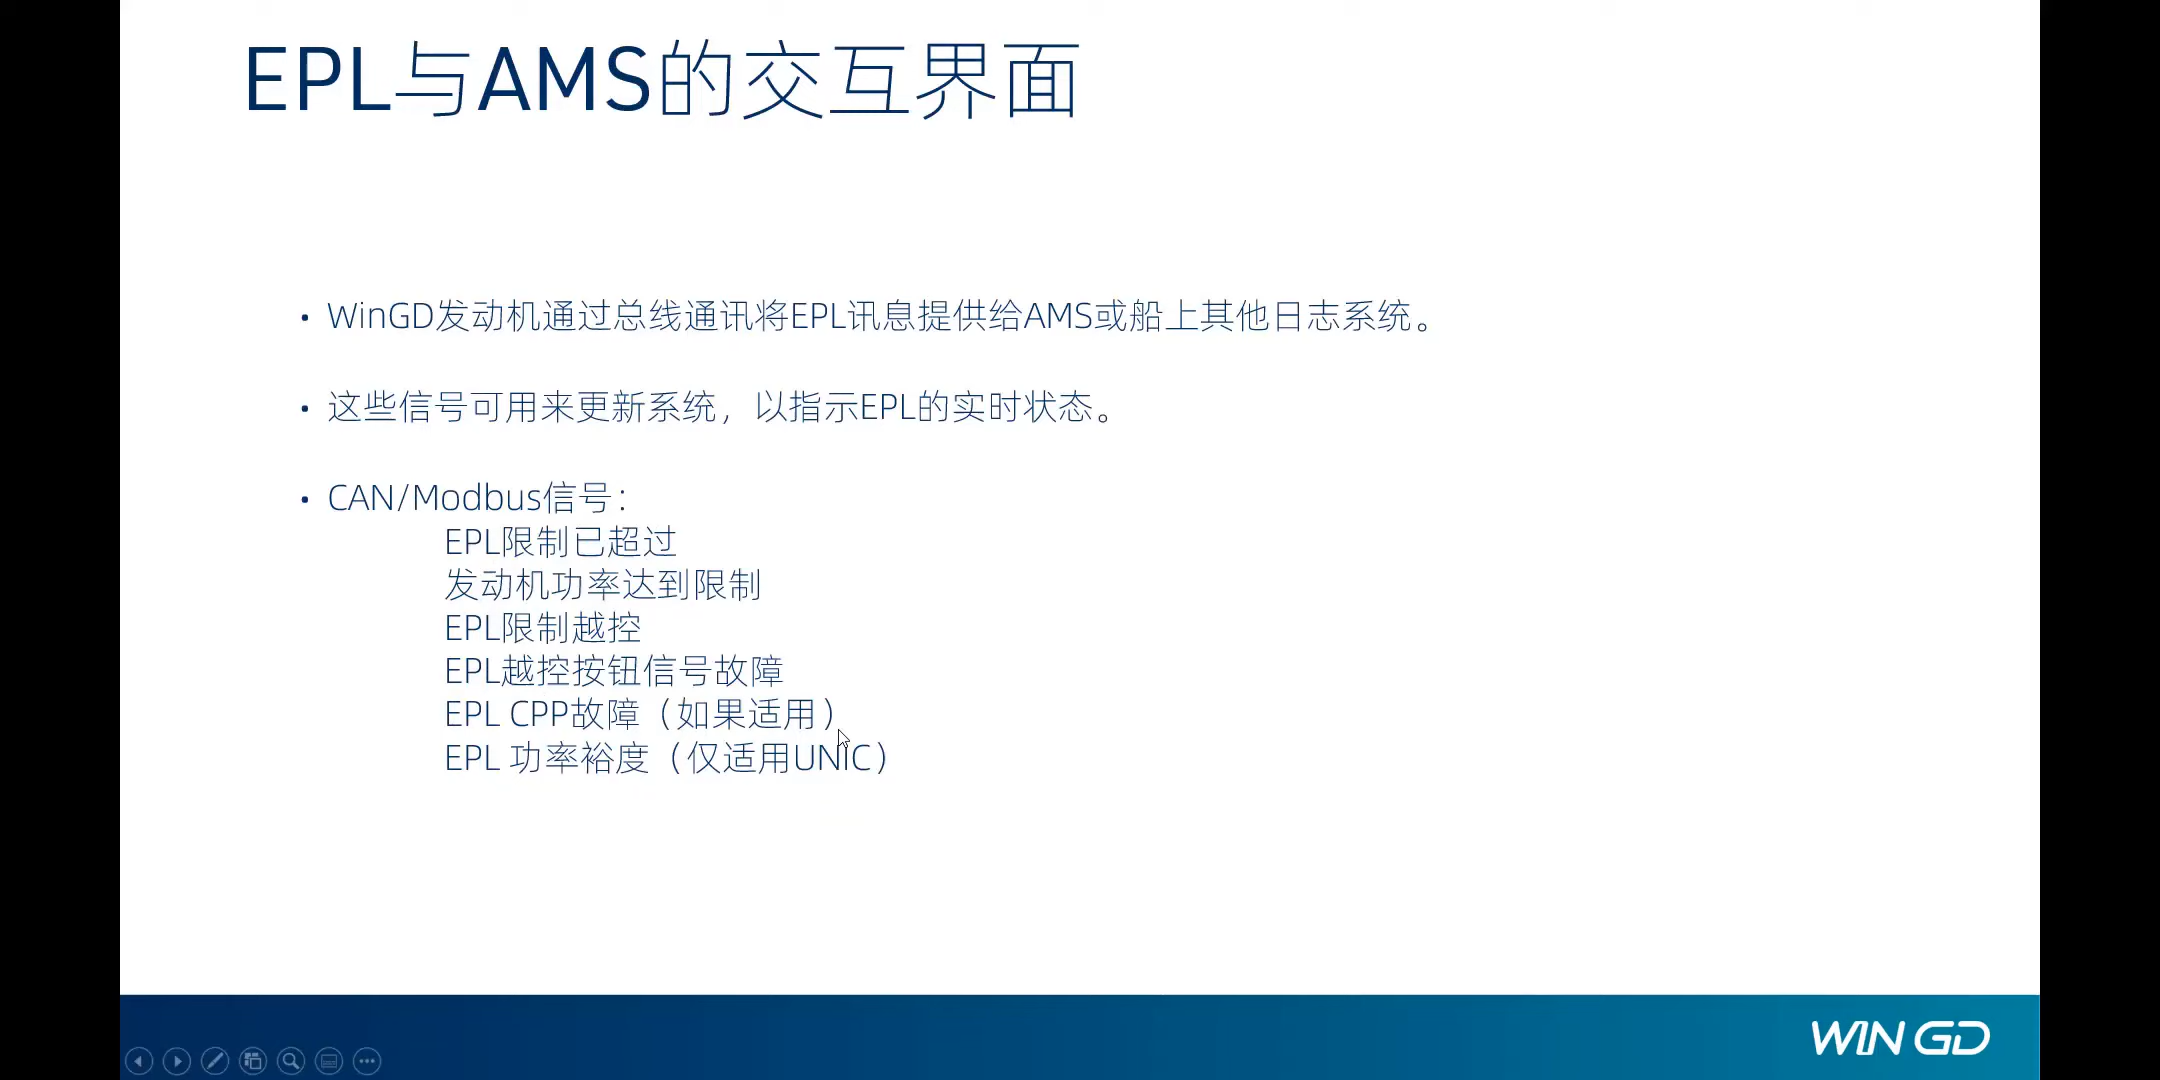 EPL与AMS的交互界面
• WinGD发动机通过总线通讯将EPL讯息提供给AMS或船上其他日志系统。
• 这些信号可用来更新系统，以指示EPL的实时状态。
• CAN/Modbus信号：
EPL限制已超过
发动机功率达到限制
EPL限制越控
EPL越控按钮信号故障
EPL CPP故障（如果适用）
EPL 功率裕度（仅适用UNIC）
WIN GD